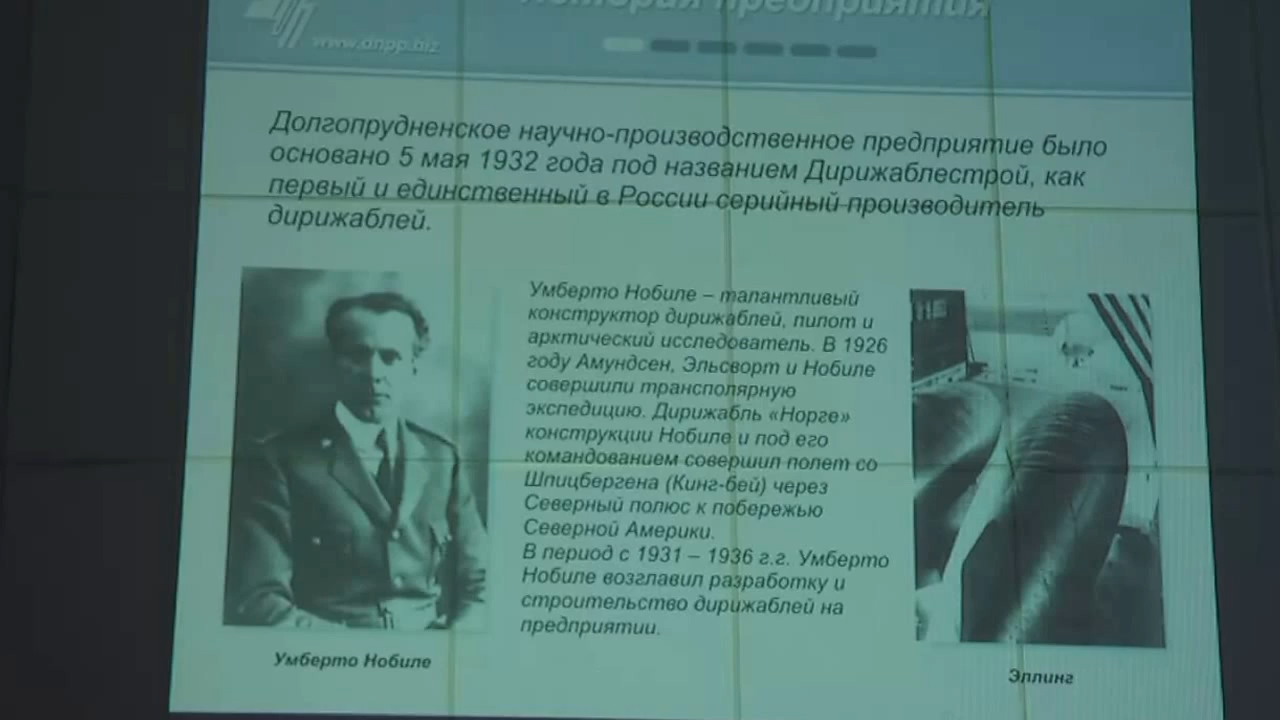 История предприятия
www.dnpp.biz
Долгопрудненское научно-производственное предприятие было
основано 5 мая 1932 года под названием Дирижаблестрой, как
первый и единственный в России серийный производитель
дирижаблей.
Умберто Нобиле – талантливый
конструктор дирижаблей, пилот и
арктический исследователь. В 1926
году Амундсен, Эльсворт и Нобиле
совершили трансполярную
экспедицию. Дирижабль «Норге»
конструкции Нобиле и под его
командованием совершил полет со
Шпицбергена (Кинг-бей) через
Северный полюс к побережью
Северной Америки.
В период с 1931 – 1936 г.г. Умберто
Нобиле возглавил разработку и
строительство дирижаблей на
предприятии.
Умберто Нобиле
Эллинг